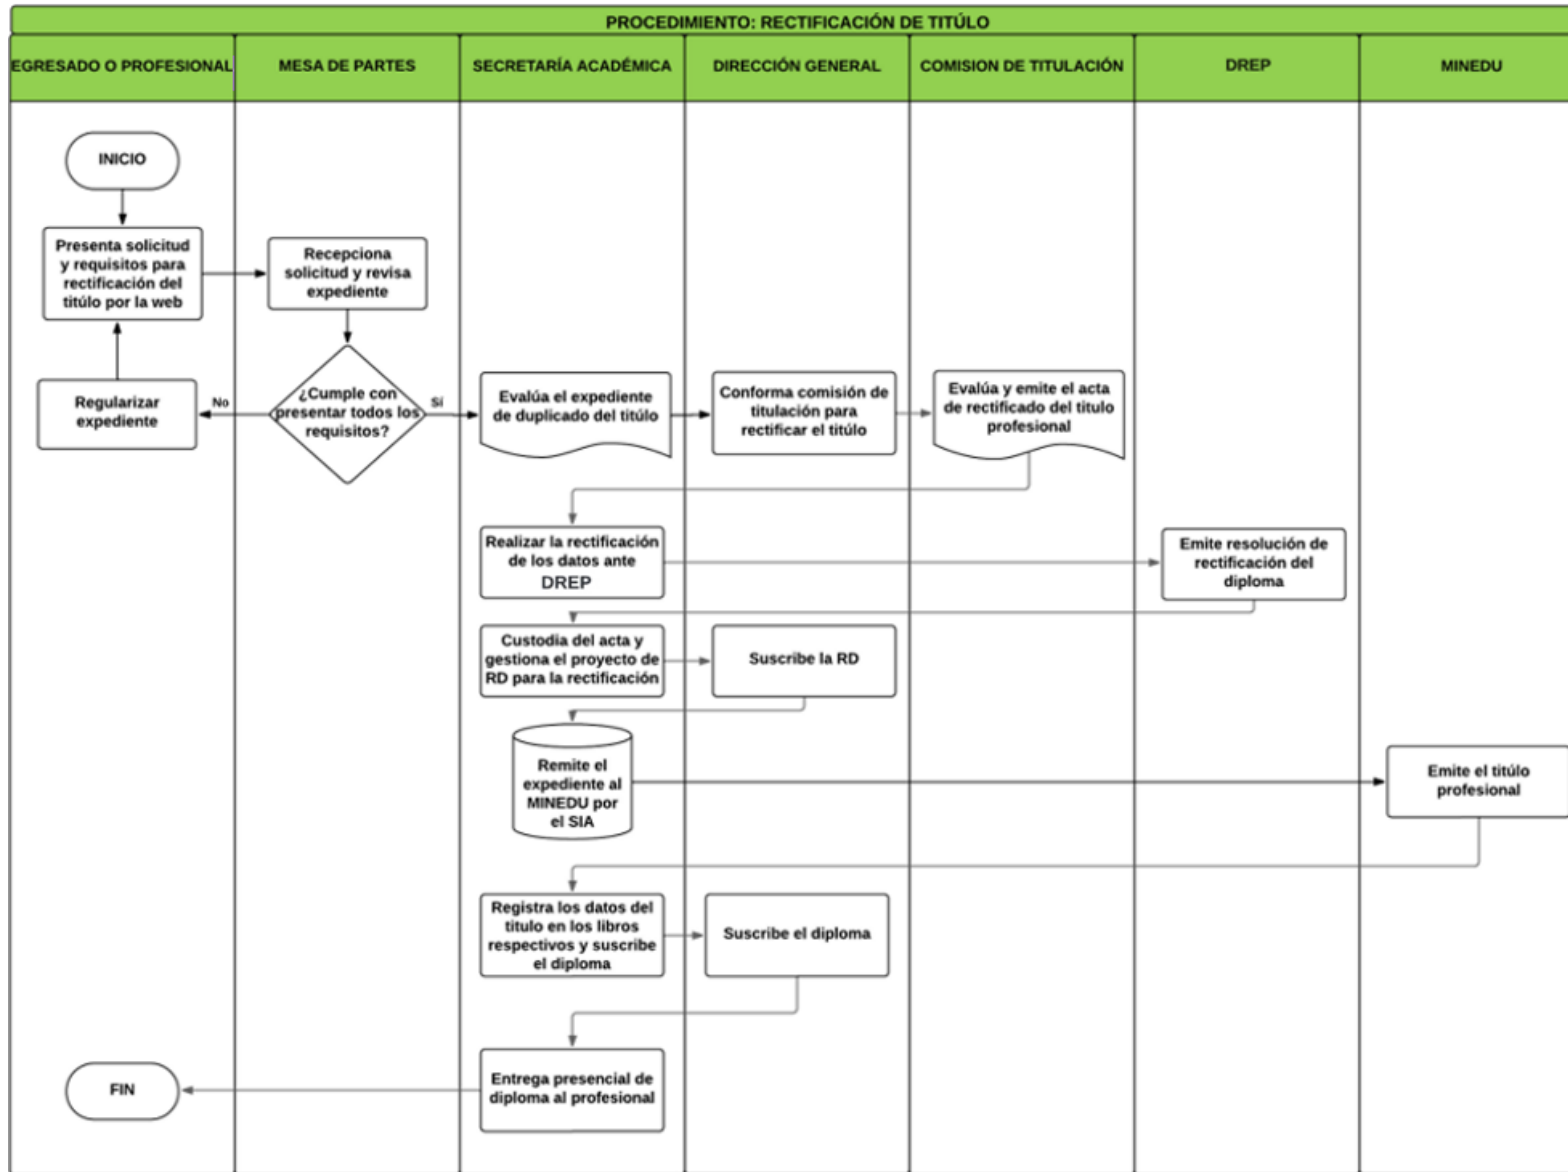 PROCEDIMIENTO: RECTIFICACIÓN DE TITÚLO
EGRESADO O PROFESIONAL
MESA DE PARTES
SECRETARÍA ACADÉMICA
DIRECCIÓN GENERAL
COMISION DE TITULACIÓN
DREP
MINEDU
INICIO
Presenta solicitud
y requisitos para
rectificación del
titúlo por la web
Recepciona
solicitud y revisa
expediente
Regularizar
expediente
No
¿Cumple con
presentar todos los
requisitos?
Sí
Evalúa el expediente
de duplicado del titúlo
Conforma comisión de
titulación para
rectificar el titúlo
Evalúa y emite el acta
de rectificado del titulo
profesional
Realizar la rectificación
de los datos ante
DREP
Emite resolución de
rectificación del
diploma
Custodia del acta y
gestiona el proyecto de
RD para la rectificación
Suscribe la RD
Remite el
expediente al
MINEDU por
el SIA
Emite el titúlo
profesional
Registra los datos del
titulo en los libros
respectivos y suscribe
el diploma
Suscribe el diploma
Entrega presencial de
diploma al profesional
FIN